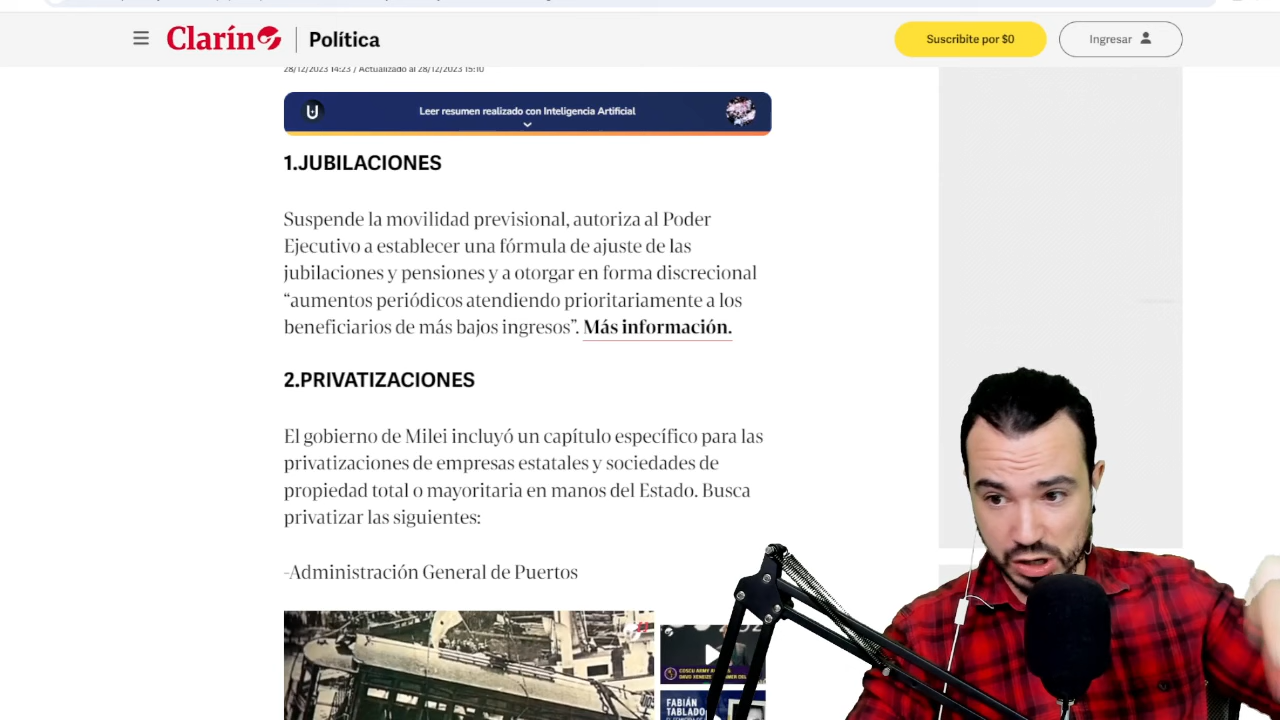 Clarín
Política
Suscribite por $0
Ingresar
28/12/2023 14:23 / Actualizado al 28/12/2023 15:10
Leer resumen realizado con Inteligencia Artificial
1.JUBILACIONES
Suspende la movilidad previsional, autoriza al Poder
Ejecutivo a establecer una fórmula de ajuste de las
jubilaciones y pensiones y a otorgar en forma discrecional
“aumentos periódicos atendiendo prioritariamente a los
beneficiarios de más bajos ingresos”. Más información.
2.PRIVATIZACIONES
El gobierno de Milei incluyó un capítulo específico para las
privatizaciones de empresas estatales y sociedades de
propiedad total o mayoritaria en manos del Estado. Busca
privatizar las siguientes:
-Administración General de Puertos
FABIÁN
TABLADO